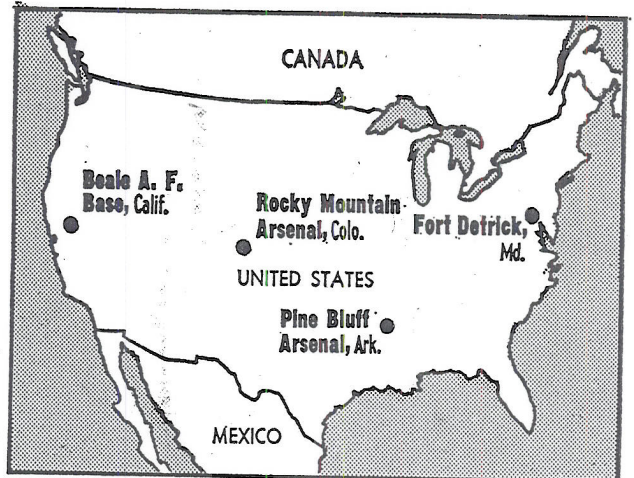 CANADA
Beale A. F.
Base, Calif.
Rocky Mountain
Arsenal, Colo.
Fort Detrick,
Md.
UNITED STATES
Pine Bluff
Arsenal, Ark.
MEXICO